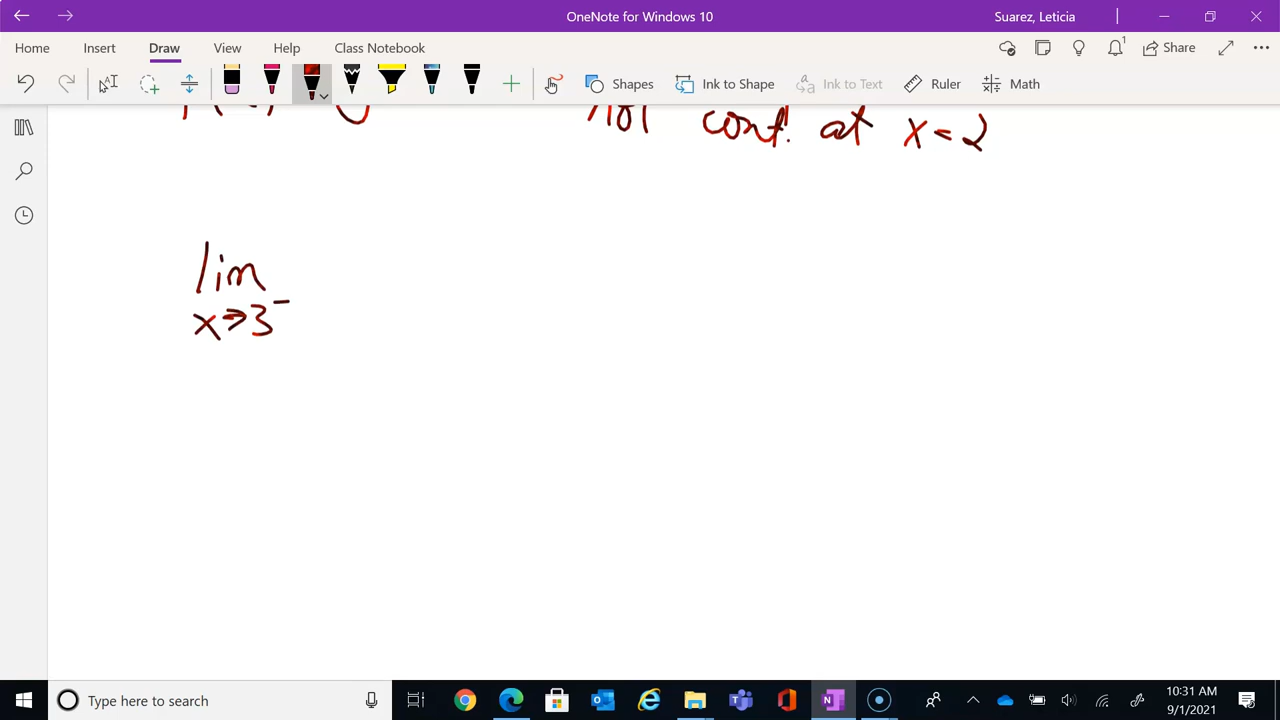 OneNote for Windows 10
Suarez, Leticia
Home Insert Draw View Help Class Notebook
Share
Shapes Ink to Shape Ink to Text Ruler Math
not cont. at x=2
lim
x→3⁻
Type here to search
10:31 AM
9/1/2021